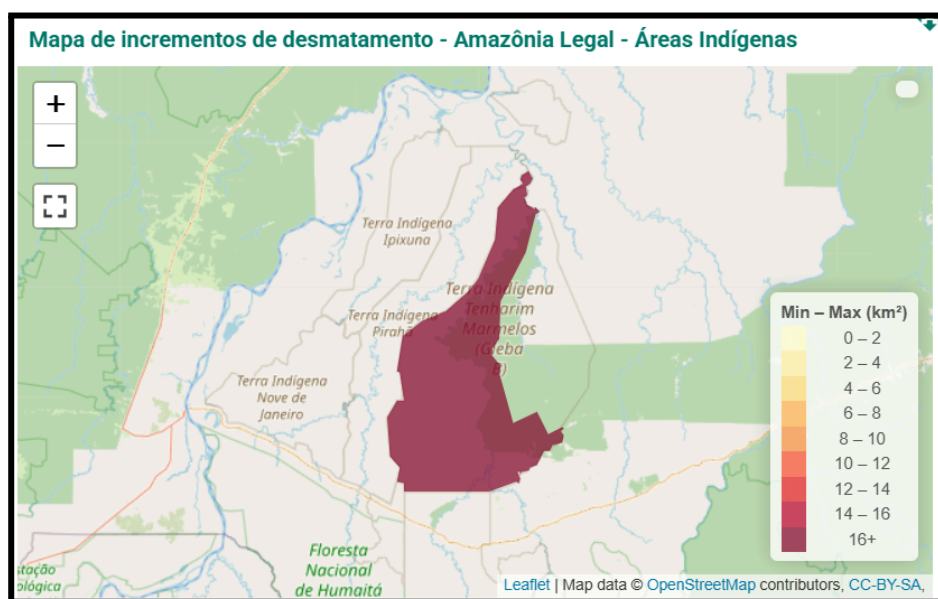 Mapa de incrementos de desmatamento - Amazônia Legal - Áreas Indígenas
+
−
Terra Indígena
Ipixuna
Terra Indígena
Tenharim
Marmelos
(Gleba
B)
Terra Indígena
Pirahã
Terra Indígena
Nove de
Janeiro
Min – Max (km²)
0 – 2
2 – 4
4 – 6
6 – 8
8 – 10
10 – 12
12 – 14
14 – 16
16+
Floresta
Nacional
de Humaitá
stação
ológica
Leaflet | Map data © OpenStreetMap contributors, CC-BY-SA,